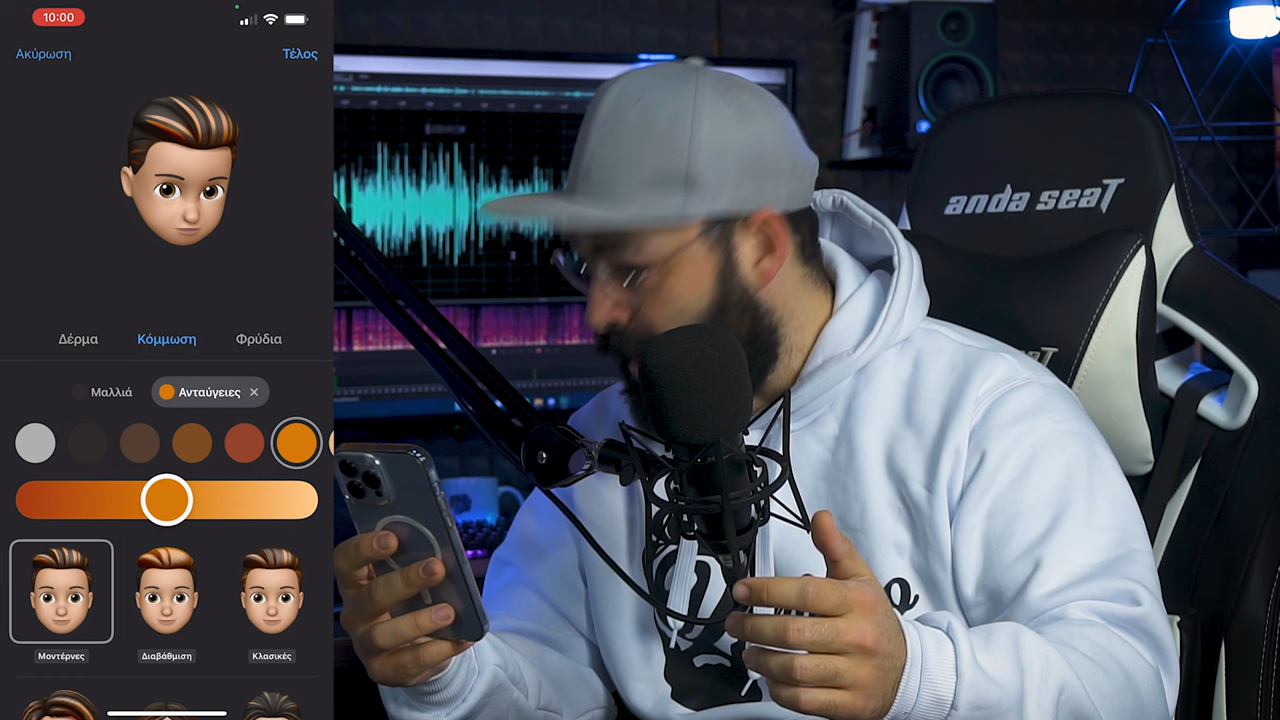 10:00
Ακύρωση
Τέλος
Δέρμα
Κόμμωση
Φρύδια
Μαλλιά
Ανταύγειες
Μοντέρνες
Διαβάθμιση
Κλασικές
anda seaT